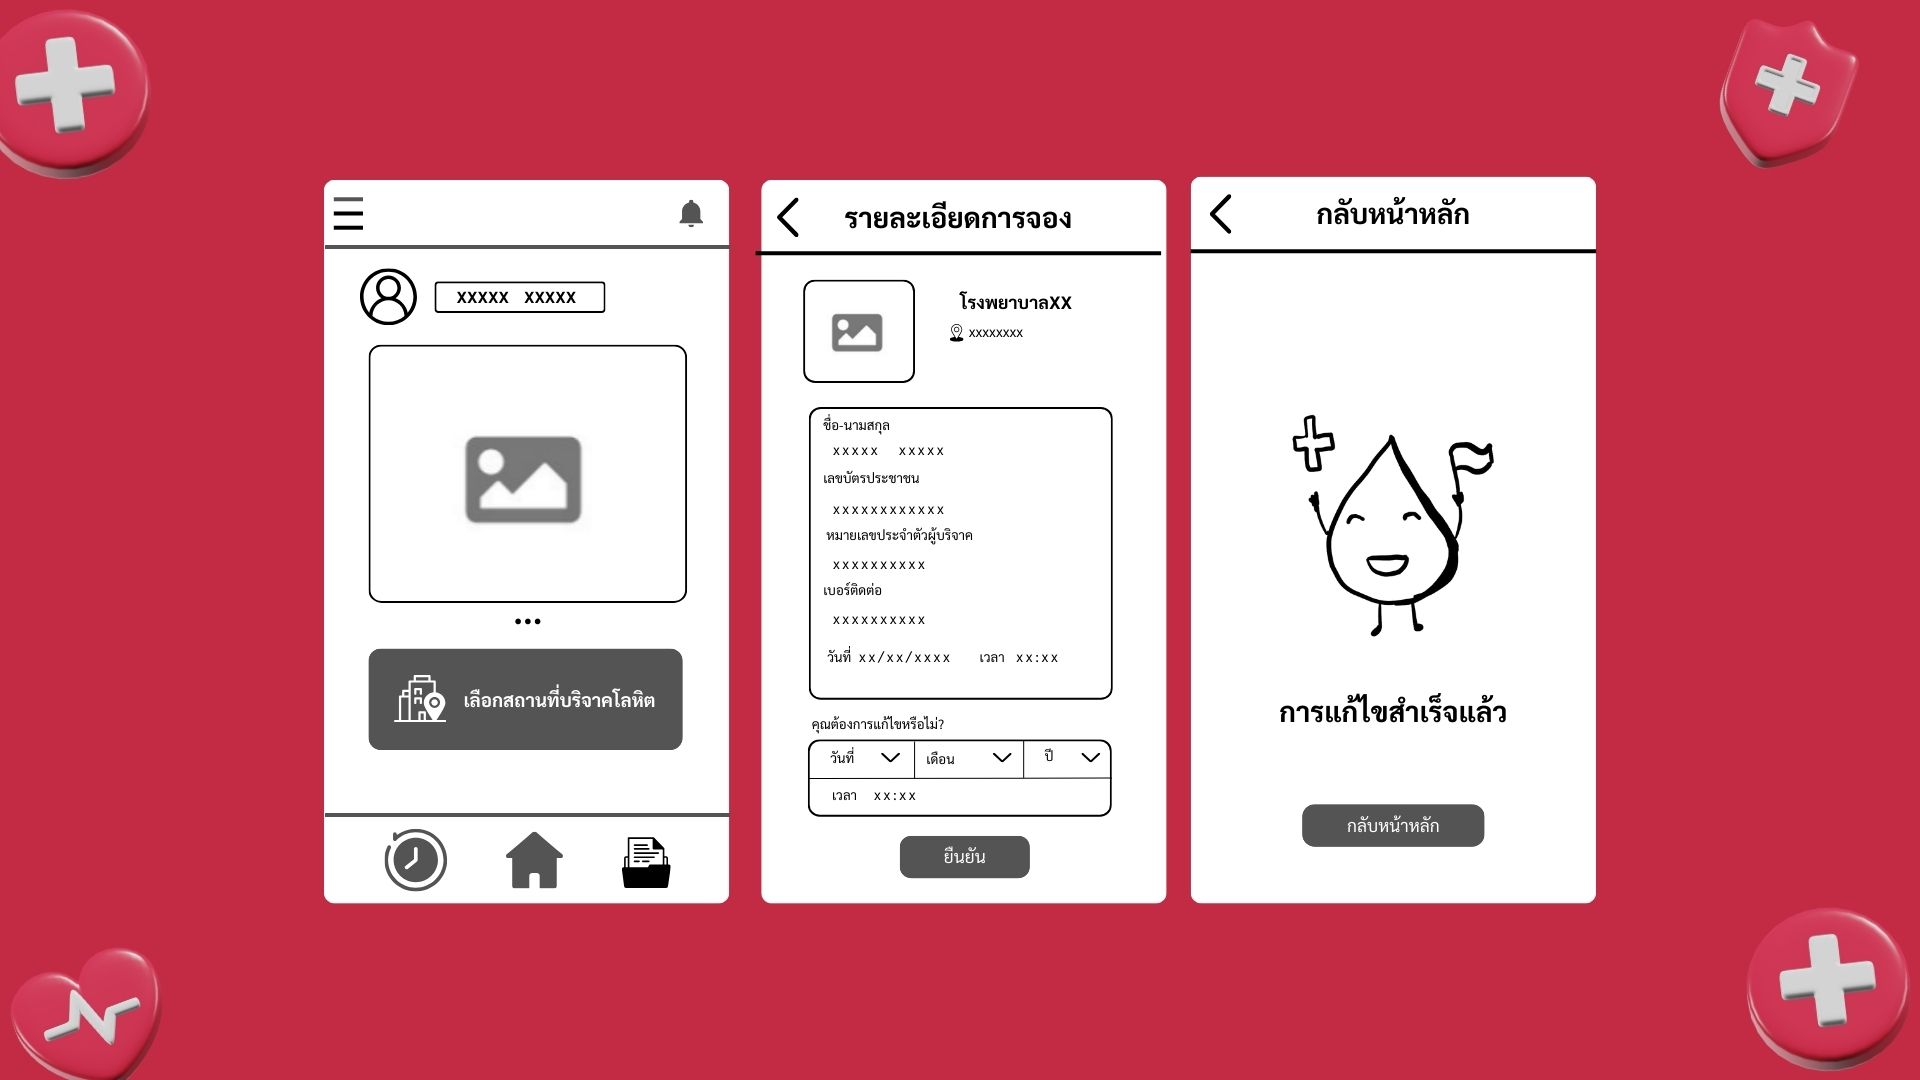 xxxxx xxxxx
เลือกสถานที่บริจาคโลหิต
รายละเอียดการจอง
โรงพยาบาลXX
xxxxxxxx
ชื่อ-นามสกุล
xxxxx xxxxx
เลขบัตรประชาชน
xxxxxxxxxxxx
หมายเลขประจำตัวผู้บริจาค
xxxxxxxxxx
เบอร์ติดต่อ
xxxxxxxxxx
วันที่ xx/xx/xxxx เวลา xx:xx
คุณต้องการแก้ไขหรือไม่?
วันที่ เดือน ปี
เวลา xx:xx
ยืนยัน
กลับหน้าหลัก
การแก้ไขสำเร็จแล้ว
กลับหน้าหลัก